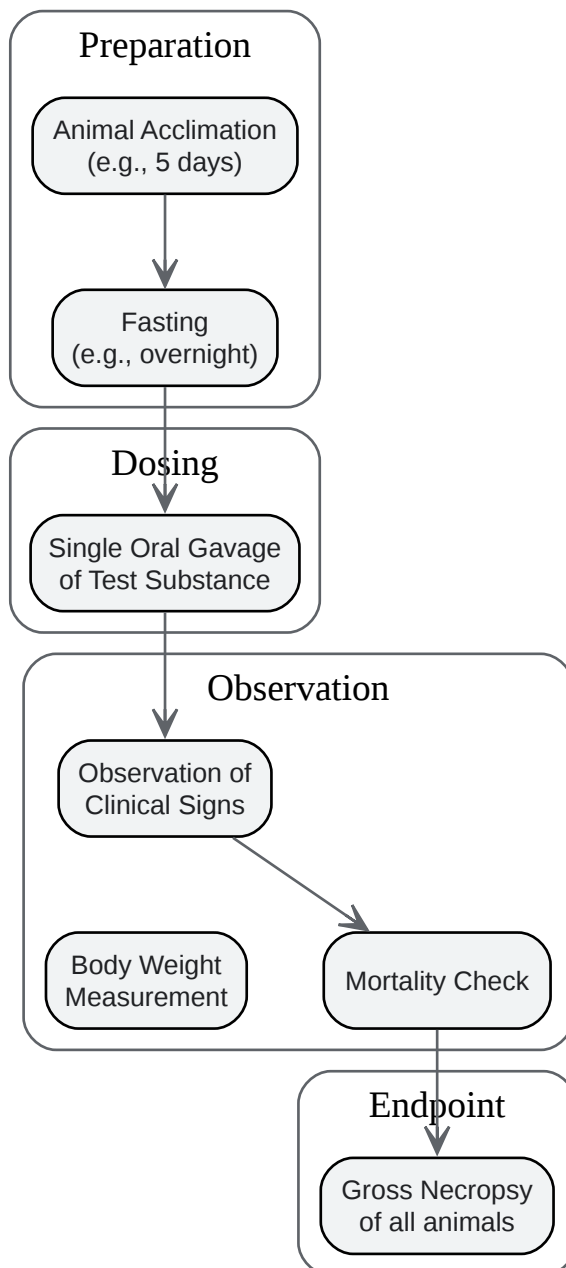 Preparation
Animal Acclimation
(e.g., 5 days)
Fasting
(e.g., overnight)
Dosing
Single Oral Gavage
of Test Substance
Observation
Observation of
Clinical Signs
Body Weight
Measurement
Mortality Check
Endpoint
Gross Necropsy
of all animals